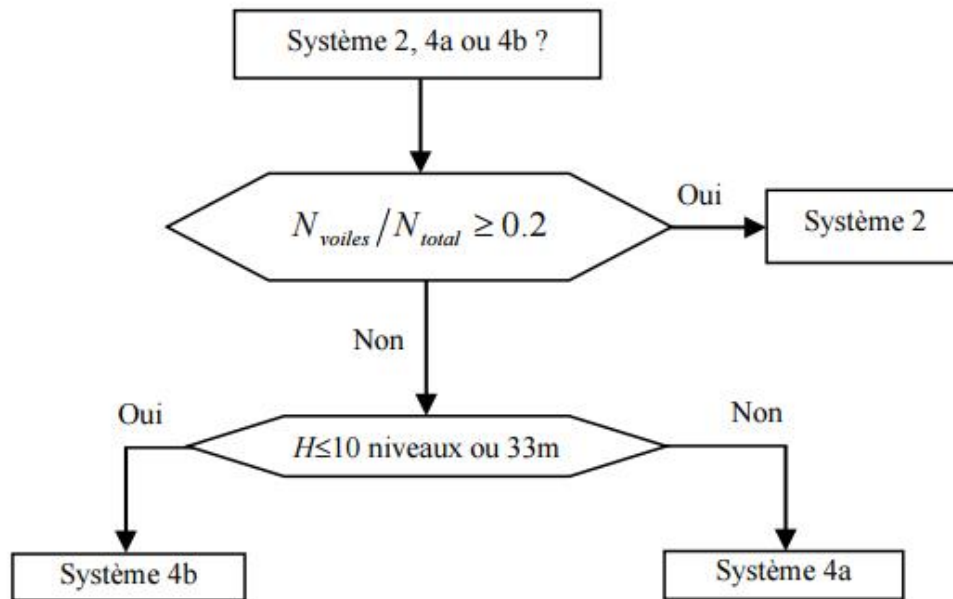 Système 2, 4a ou 4b ?
N_voiles/N_total ≥ 0.2
Oui
Système 2
Non
Oui
Non
H≤10 niveaux ou 33m
Système 4b
Système 4a